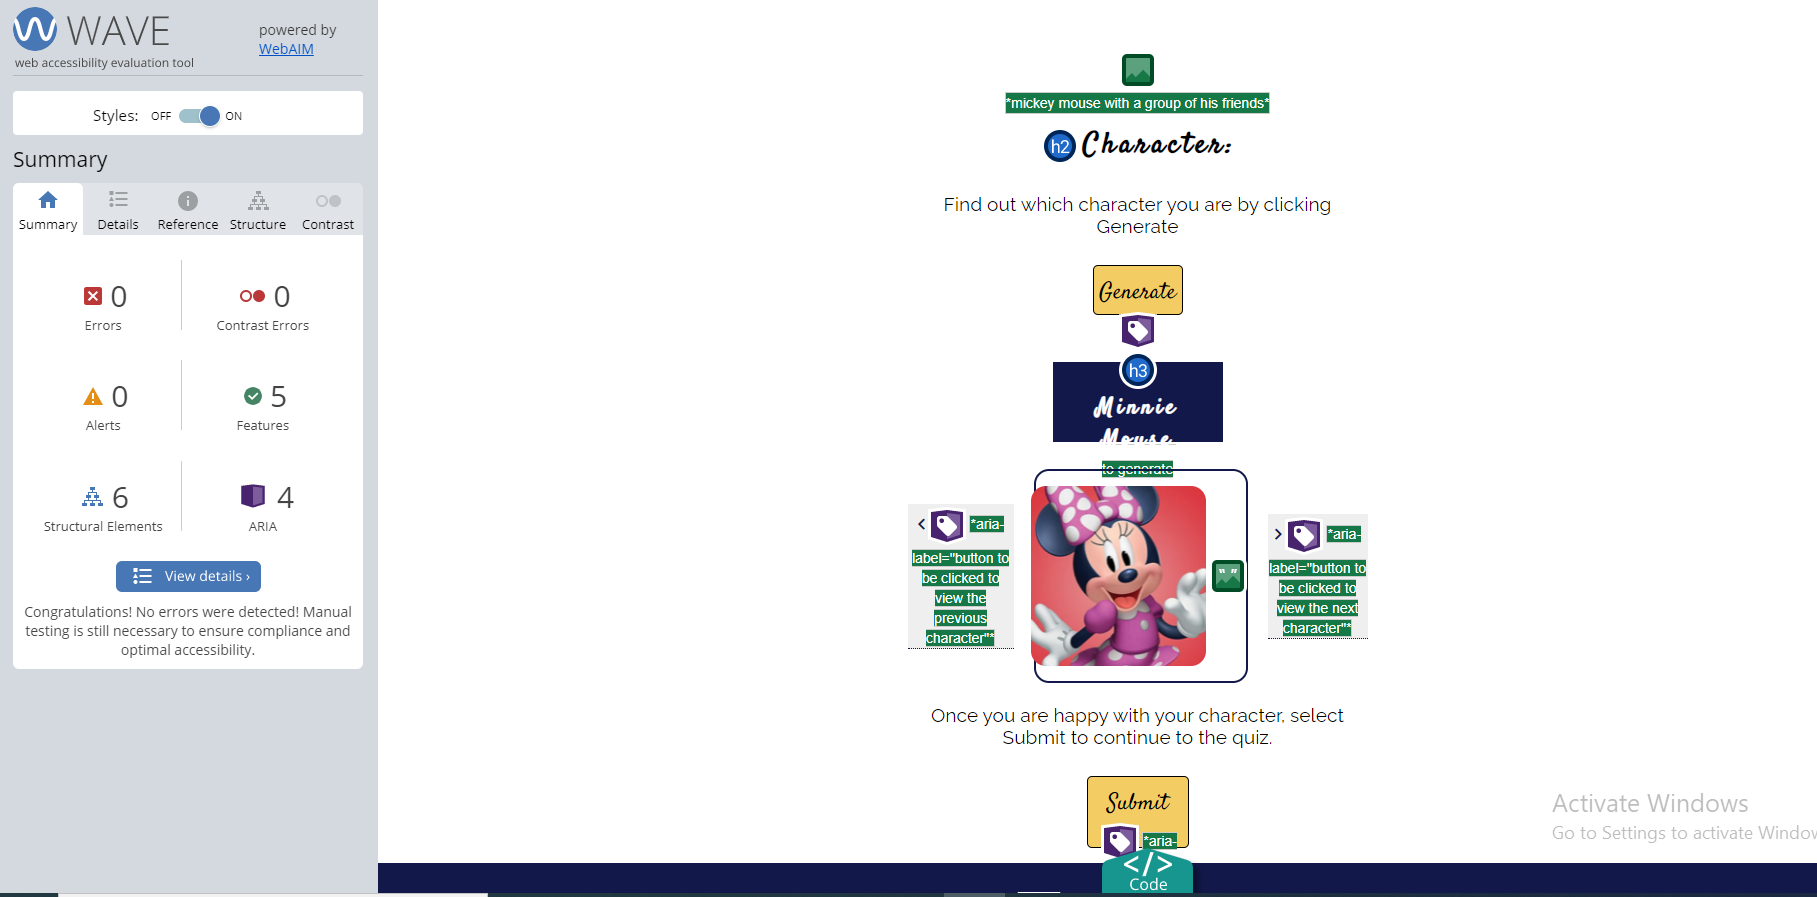 WAVE
powered by
WebAIM
web accessibility evaluation tool
Styles: OFF ON
Summary
Summary Details Reference Structure Contrast
0 0
Errors Contrast Errors
0 5
Alerts Features
6 4
Structural Elements ARIA
View details ›
Congratulations! No errors were detected! Manual
testing is still necessary to ensure compliance and
optimal accessibility.
*mickey mouse with a group of his friends*
h2 Character:
Find out which character you are by clicking
Generate
Generate
h3
Minnie
Mouse
to generate
< *aria-
label="button to
be clicked to
view the
previous
character"*
> *aria-
label="button to
be clicked to
view the next
character"*
" "
Once you are happy with your character, select
Submit to continue to the quiz.
Submit
*aria-
</>
Code
Activate Windows
Go to Settings to activate Window